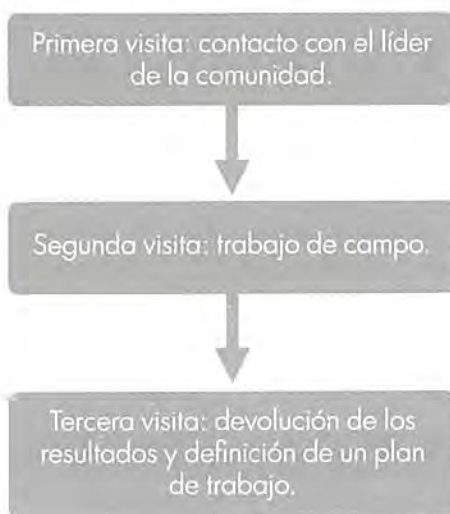 Primera visita: contacto con el líder
de la comunidad.
Segunda visita: trabajo de campo.
Tercera visita: devolución de los
resultados y definición de un plan
de trabajo.